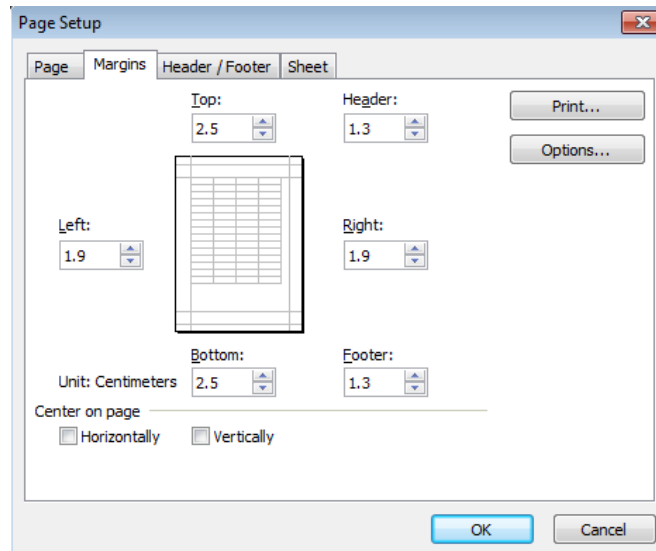 Page Setup
Page Margins Header / Footer Sheet
Top: Header: Print...
2.5 1.3
Options...
Left: Right:
1.9 1.9
Bottom: Footer:
Unit: Centimeters 2.5 1.3
Center on page
Horizontally Vertically
OK Cancel